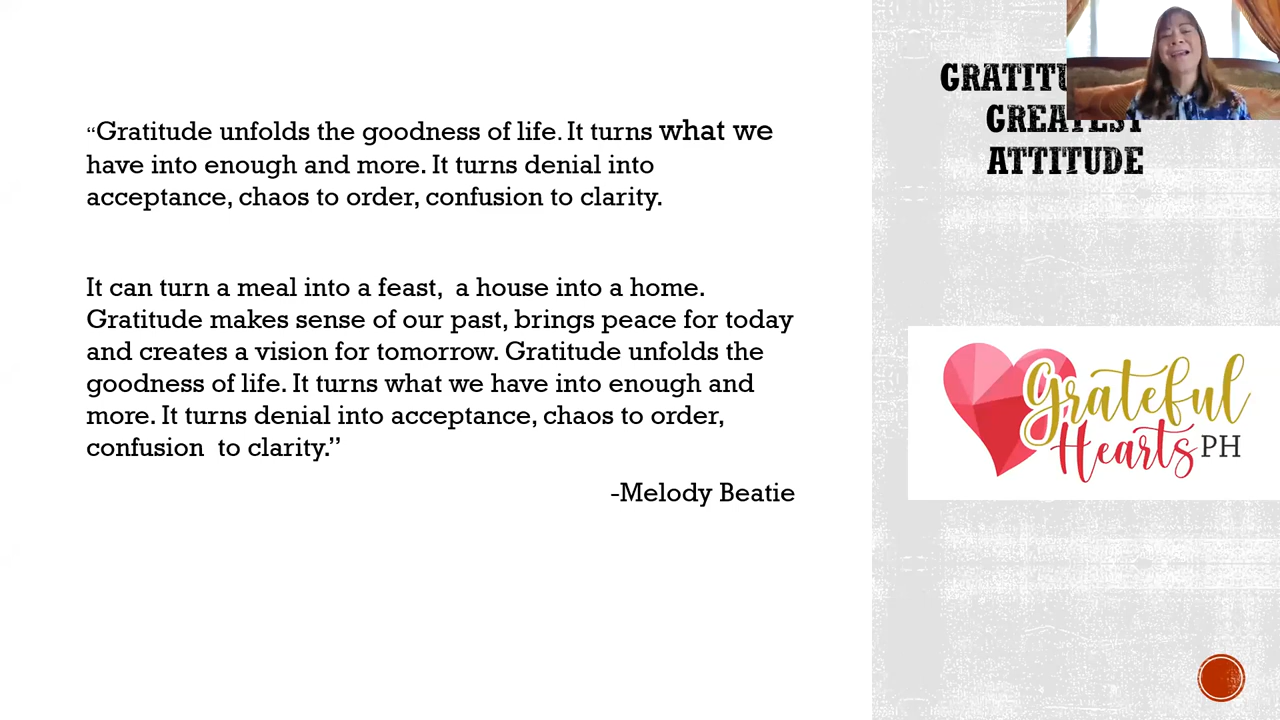 “Gratitude unfolds the goodness of life. It turns what we
have into enough and more. It turns denial into
acceptance, chaos to order, confusion to clarity.
It can turn a meal into a feast,  a house into a home.
Gratitude makes sense of our past, brings peace for today
and creates a vision for tomorrow. Gratitude unfolds the
goodness of life. It turns what we have into enough and
more. It turns denial into acceptance, chaos to order,
confusion  to clarity.”
-Melody Beatie
GREATEST
ATTITUDE
Grateful
Hearts PH